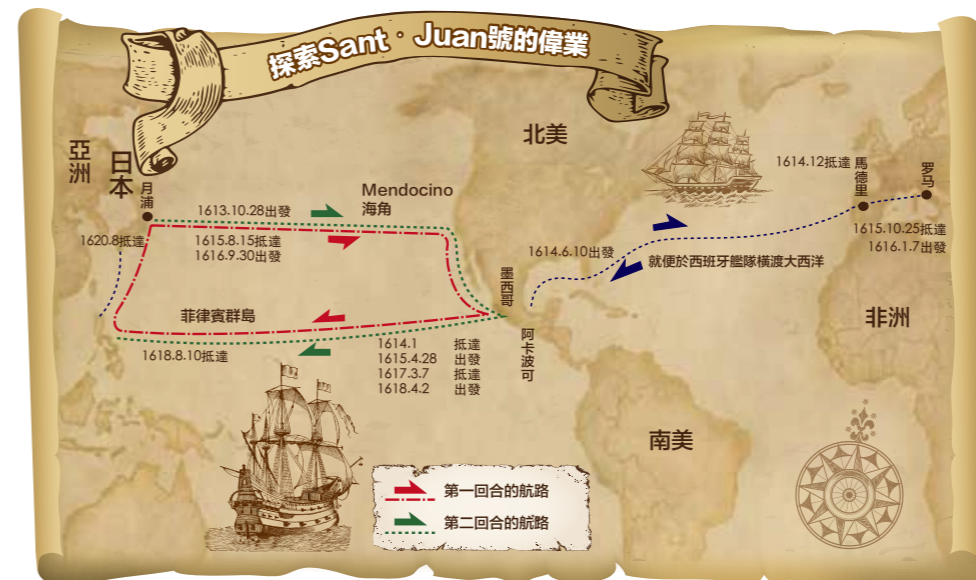 探索Sant・Juan號的偉業
北美
亞洲
日本
月浦
Mendocino
海角
1613.10.28出發
1615.8.15抵達
1616.9.30出發
1620.8抵達
菲律賓群島
1618.8.10抵達
墨西哥
阿卡波可
1614.1 抵達
1615.4.28 出發
1617.3.7 抵達
1618.4.2 出發
1614.6.10出發
就便於西班牙艦隊橫渡大西洋
1614.12抵達
馬德里
罗马
1615.10.25抵達
1616.1.7出發
非洲
南美
第一回合的航路
第二回合的航路